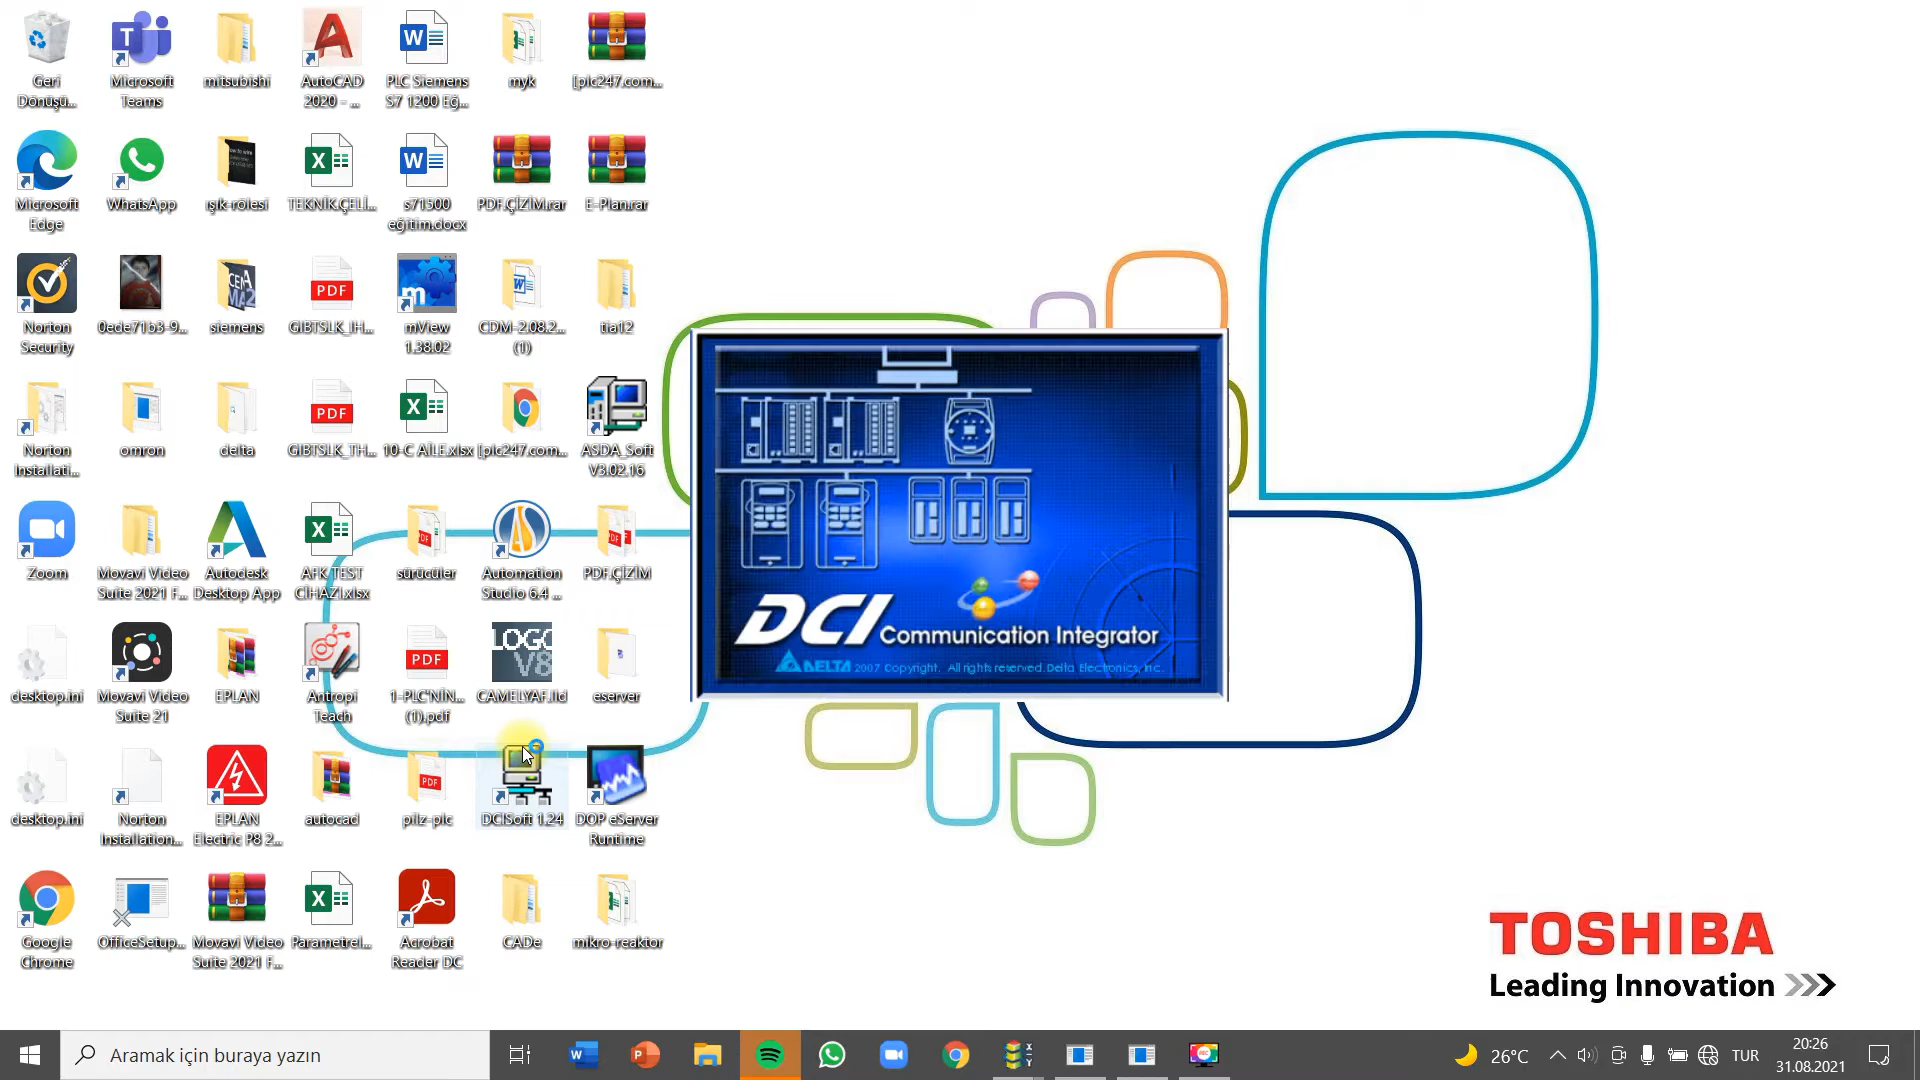 Geri
Dönüşü...
Microsoft
Teams
mitsubishi
AutoCAD
2020 - ...
PLC Siemens
S7 1200 Eğ...
myk
[plc247.com...
Microsoft
Edge
WhatsApp
ışık-rölesi
TEKNİK.ÇELİ...
s71500
eğitim.docx
PDF.ÇİZİM.rar
E-Plan.rar
Norton
Security
0ede71b3-9...
siemens
GIBTSLK_IH...
mView
1.38.02
CDM-2.08.2...
(1)
tia12
Norton
Installati...
omron
delta
GIBTSLK_TH...
10-C AİLE.xlsx
[plc247.com...
ASDA_Soft
V3.02.16
Zoom
Movavi Video
Suite 2021 F...
Autodesk
Desktop App
AFK TEST
CİHAZI.xlsx
sürücüler
Automation
Studio 6.4 ...
PDF.ÇİZİM
desktop.ini
Movavi Video
Suite 21
EPLAN
Antropi
Teach
1-PLC'NİN...
(1).pdf
LOGO
V8
CAMELYAF.lld
eserver
desktop.ini
Norton
Installation...
EPLAN
Electric P8 2...
autocad
pilz-plc
DCISoft 1.24
DOP eServer
Runtime
Google
Chrome
OfficeSetup...
Movavi Video
Suite 2021 F...
Parametrel...
Acrobat
Reader DC
CADe
mikro-reaktor
DCI Communication Integrator
DELTA 2007 Copyright. All rights reserved. Delta Electronics, Inc.
TOSHIBA
Leading Innovation
Aramak için buraya yazın
26°C
TUR
20:26
31.08.2021